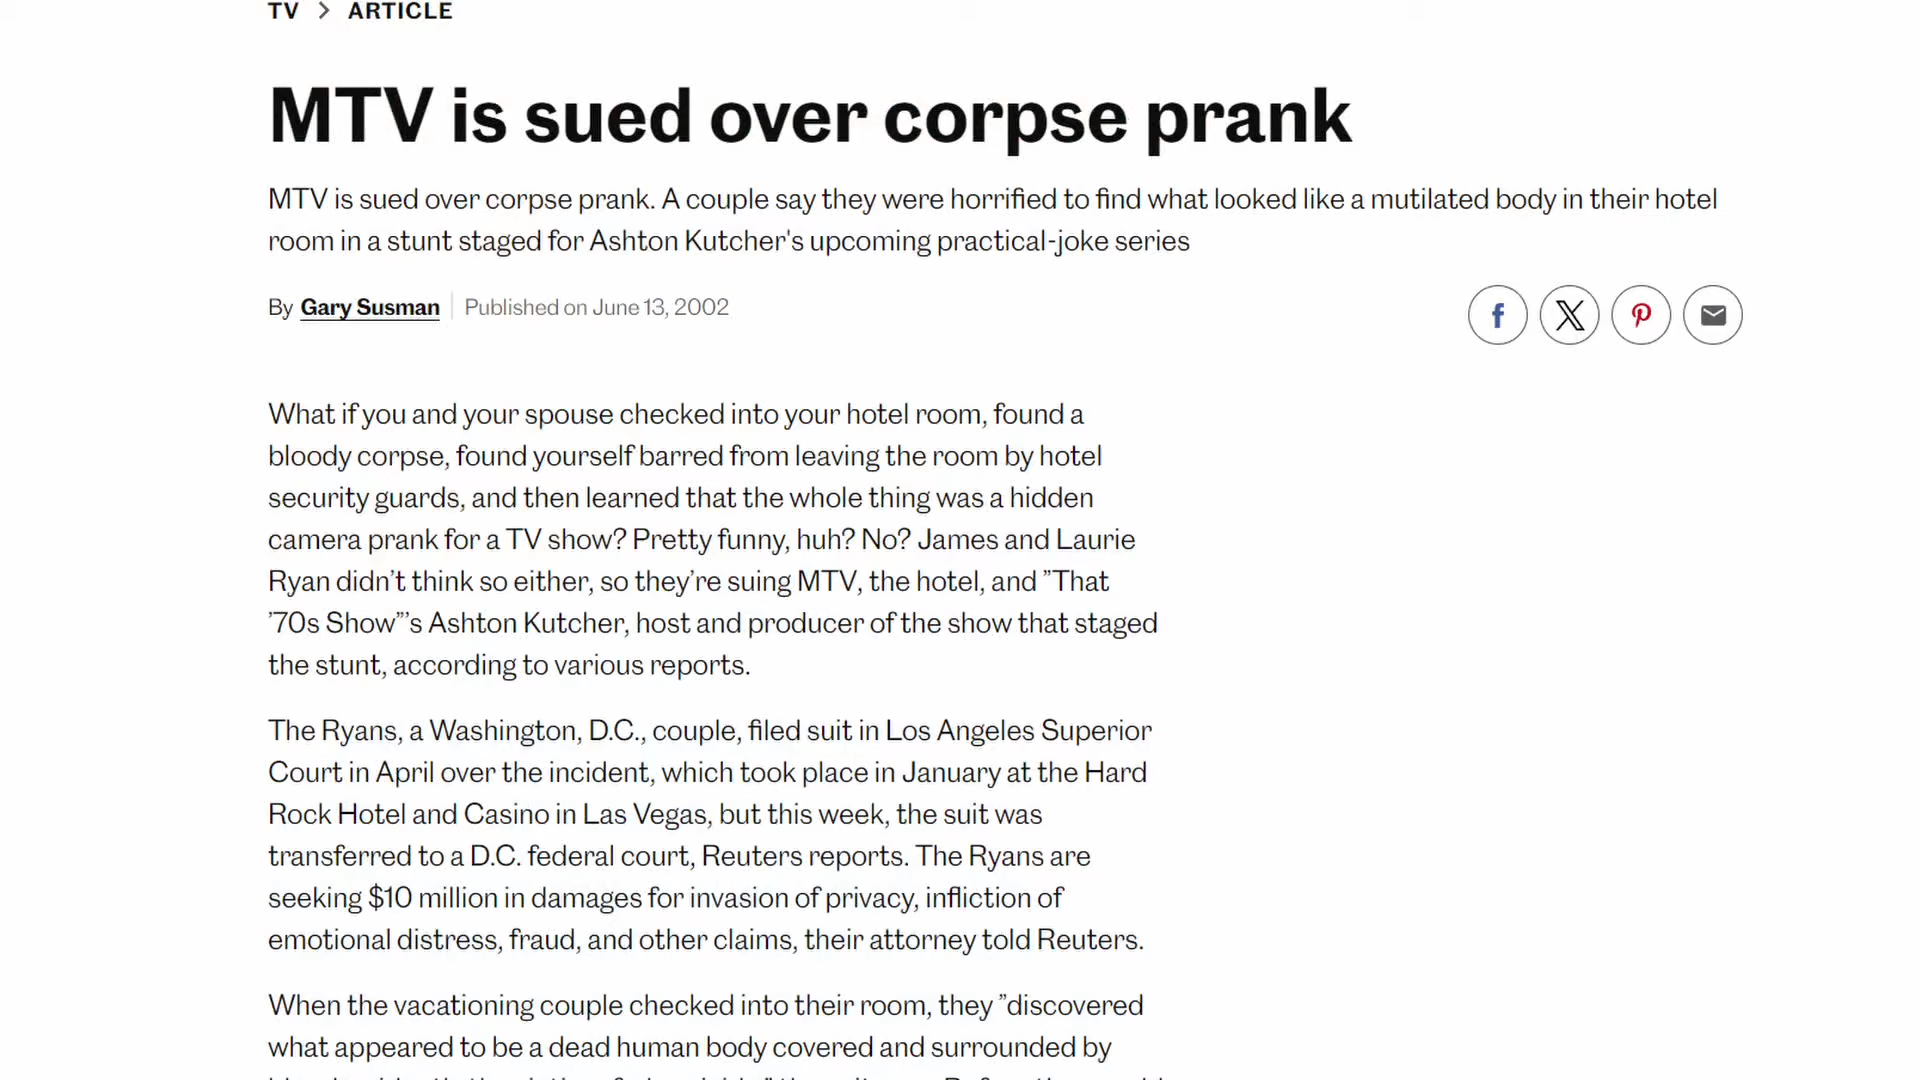 TV > ARTICLE
MTV is sued over corpse prank
MTV is sued over corpse prank. A couple say they were horrified to find what looked like a mutilated body in their hotel
room in a stunt staged for Ashton Kutcher's upcoming practical-joke series
By Gary Susman | Published on June 13, 2002
What if you and your spouse checked into your hotel room, found a
bloody corpse, found yourself barred from leaving the room by hotel
security guards, and then learned that the whole thing was a hidden
camera prank for a TV show? Pretty funny, huh? No? James and Laurie
Ryan didn’t think so either, so they’re suing MTV, the hotel, and ”That
’70s Show”’s Ashton Kutcher, host and producer of the show that staged
the stunt, according to various reports.
The Ryans, a Washington, D.C., couple, filed suit in Los Angeles Superior
Court in April over the incident, which took place in January at the Hard
Rock Hotel and Casino in Las Vegas, but this week, the suit was
transferred to a D.C. federal court, Reuters reports. The Ryans are
seeking $10 million in damages for invasion of privacy, infliction of
emotional distress, fraud, and other claims, their attorney told Reuters.
When the vacationing couple checked into their room, they ”discovered
what appeared to be a dead human body covered and surrounded by